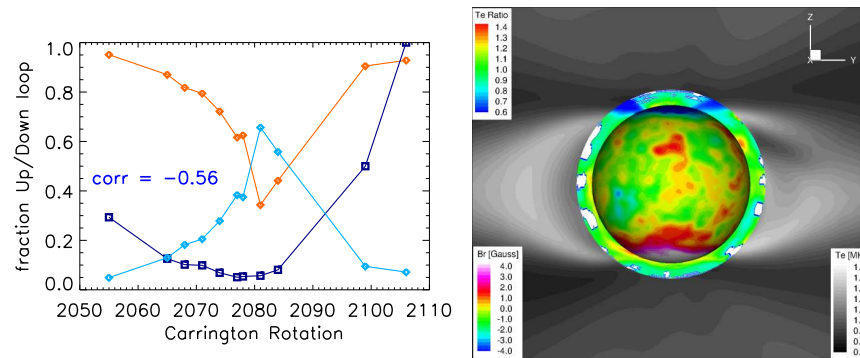 1.0
0.8
0.6
0.4
0.2
0.0
fraction Up/Down loop
corr = -0.56
2050 2060 2070 2080 2090 2100 2110
Carrington Rotation
Te Ratio
1.4
1.3
1.2
1.1
1.0
0.9
0.8
0.7
0.6
Z
X
Y
Br [Gauss]
4.0
3.0
2.0
1.0
0.0
-1.0
-2.0
-3.0
-4.0
Te [M